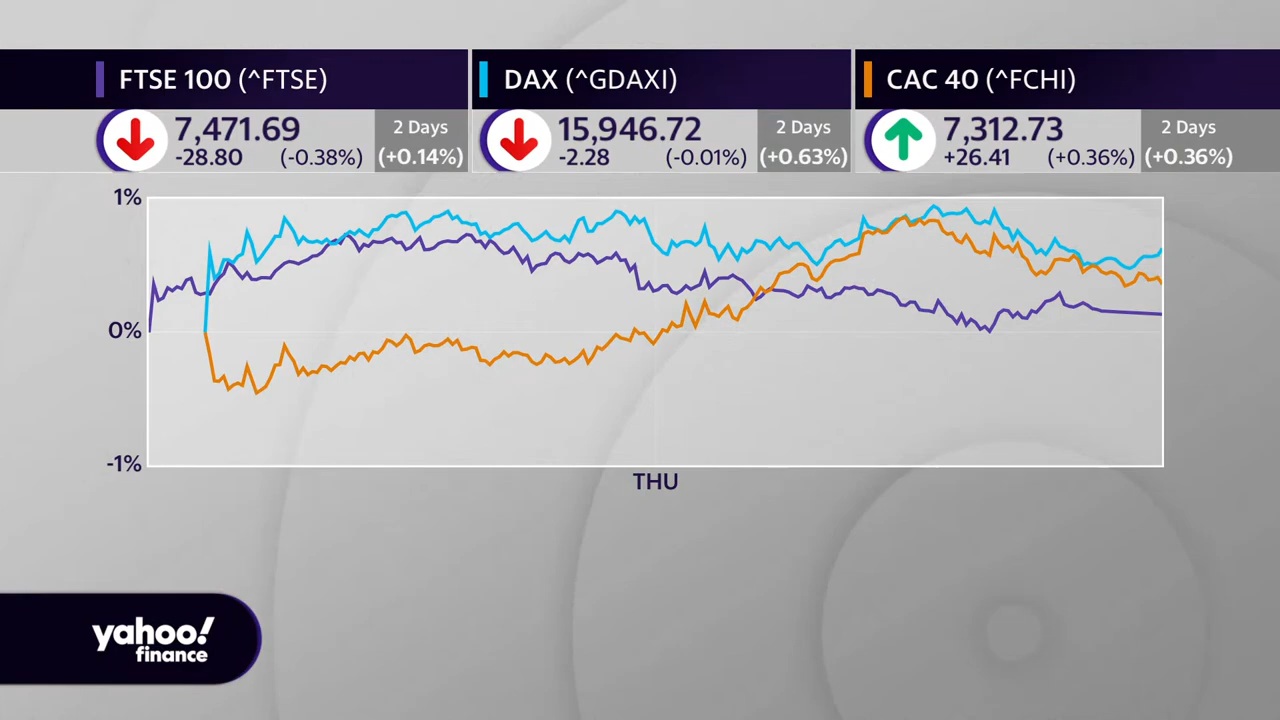 FTSE 100 (^FTSE)
7,471.69
-28.80 (-0.38%)
2 Days
(+0.14%)
DAX (^GDAXI)
15,946.72
-2.28 (-0.01%)
2 Days
(+0.63%)
CAC 40 (^FCHI)
7,312.73
+26.41 (+0.36%)
2 Days
(+0.36%)
1%
0%
-1%
THU
yahoo!
finance